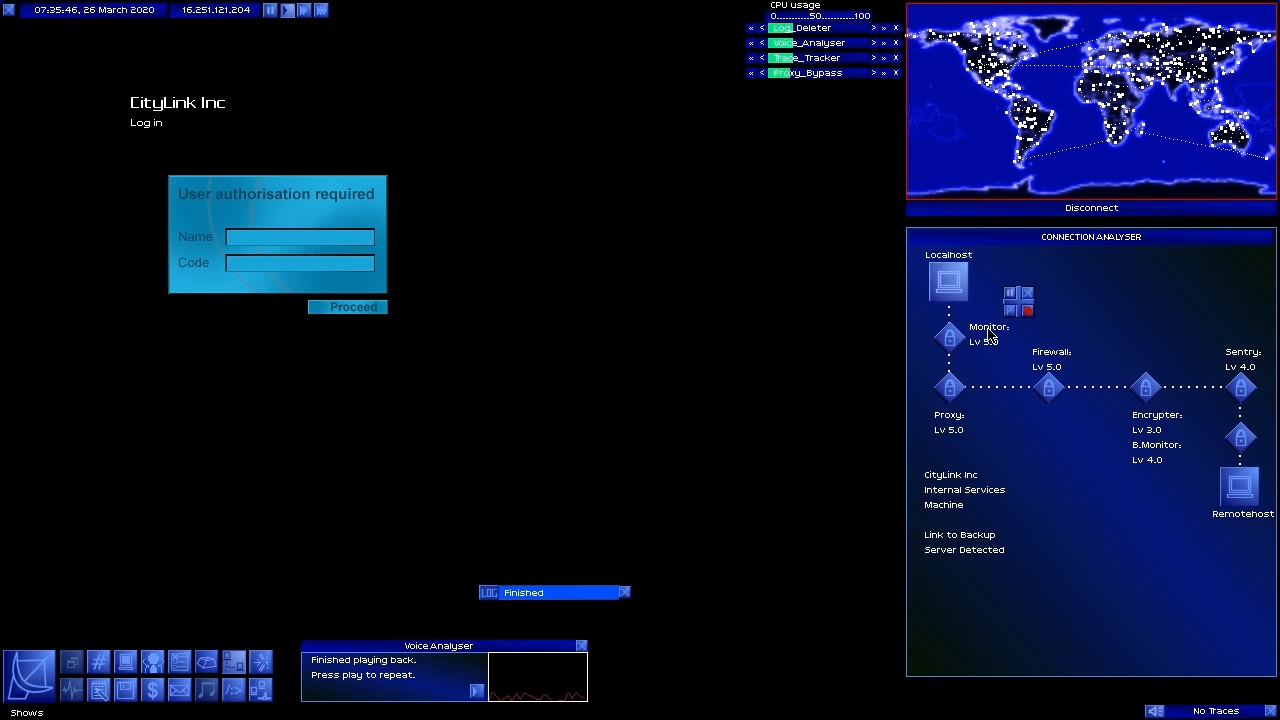 07:35:46, 26 March 2020
16.251.121.204
CPU usage
0..........50...........100
« < Log_Deleter > » x
« < Voice_Analyser > » x
« < Trace_Tracker > » x
« < Proxy_Bypass > » x
Disconnect
CityLink Inc
Log in
User authorisation required
Name
Code
Proceed
CONNECTION ANALYSER
Localhost
Monitor:
Lv 5.0
Firewall:
Lv 5.0
Sentry:
Lv 4.0
Proxy:
Lv 5.0
Encrypter:
Lv 3.0
B.Monitor:
Lv 4.0
CityLink Inc
Internal Services
Machine
Remotehost
Link to Backup
Server Detected
LOG Finished
Voice Analyser
Finished playing back.
Press play to repeat.
Shows
No Traces